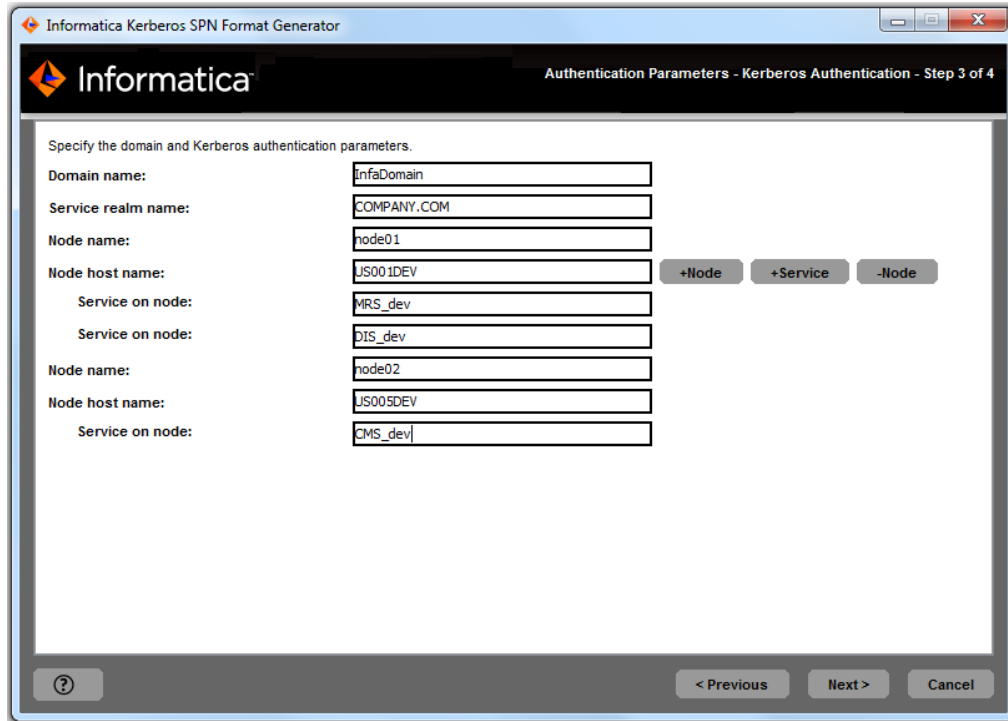 Informatica Kerberos SPN Format Generator
Informatica
Authentication Parameters - Kerberos Authentication - Step 3 of 4
Specify the domain and Kerberos authentication parameters.
Domain name: InfaDomain
Service realm name: COMPANY.COM
Node name: node01
Node host name: US001DEV +Node +Service -Node
Service on node: MRS_dev
Service on node: DIS_dev
Node name: node02
Node host name: US005DEV
Service on node: CMS_dev
? < Previous Next > Cancel